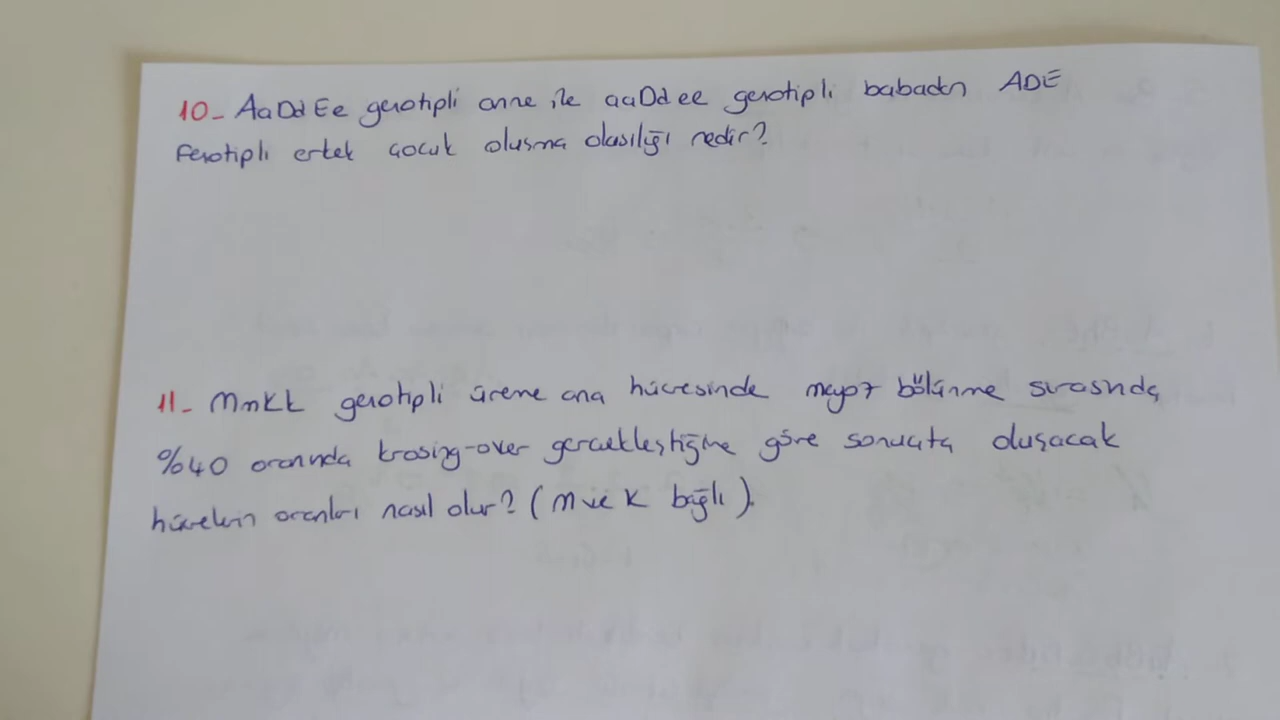 10- AaDdEe genotipli anne ile aaDdee genotipli babadan ADE
fenotipli erkek çocuk oluşma olasılığı nedir?
11- MmKk genotipli üreme ana hücresinde mayoz bölünme sırasında
%40 oranında krosing-over gerçekleştiğine göre sonuçta oluşacak
hücrelerin oranları nasıl olur? (M ve K bağlı).